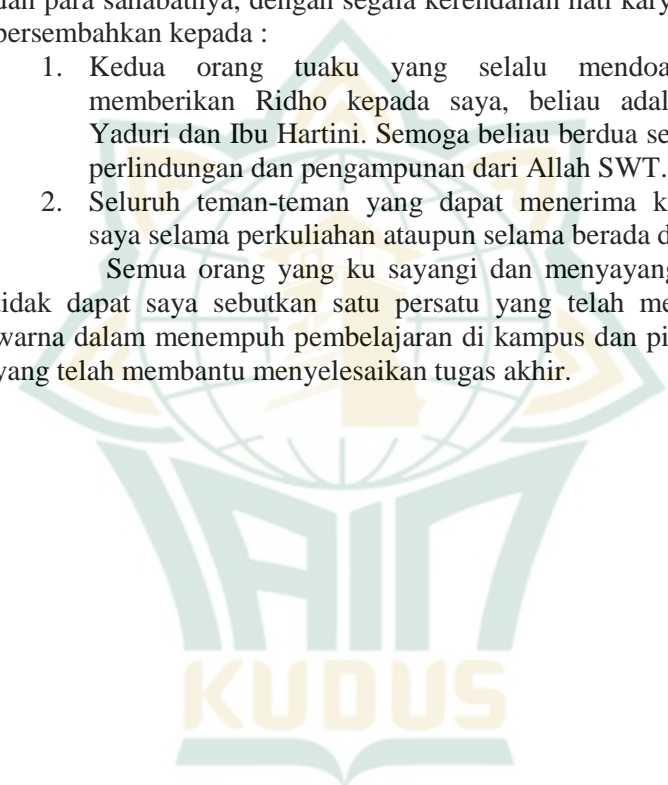 dan para sahabatnya, dengan segala kerendahan hati kary
persembahkan kepada :
1. Kedua orang tuaku yang selalu mendoa
memberikan Ridho kepada saya, beliau adal
Yaduri dan Ibu Hartini. Semoga beliau berdua se
perlindungan dan pengampunan dari Allah SWT.
2. Seluruh teman-teman yang dapat menerima k
saya selama perkuliahan ataupun selama berada d
Semua orang yang ku sayangi dan menyayang
tidak dapat saya sebutkan satu persatu yang telah me
warna dalam menempuh pembelajaran di kampus dan pi
yang telah membantu menyelesaikan tugas akhir.
IAIN
KUDUS